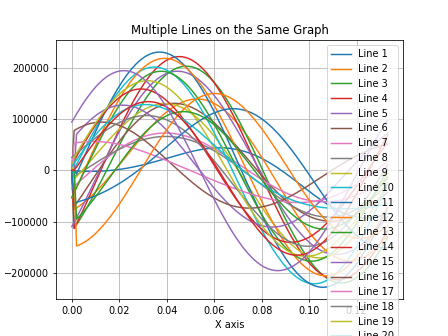 Multiple Lines on the Same Graph
200000
100000
0
−100000
−200000
0.00
0.02
0.04
0.06
0.08
0.10
X axis
Line 1
Line 2
Line 3
Line 4
Line 5
Line 6
Line 7
Line 8
Line 9
Line 10
Line 11
Line 12
Line 13
Line 14
Line 15
Line 16
Line 17
Line 18
Line 19
Line 20